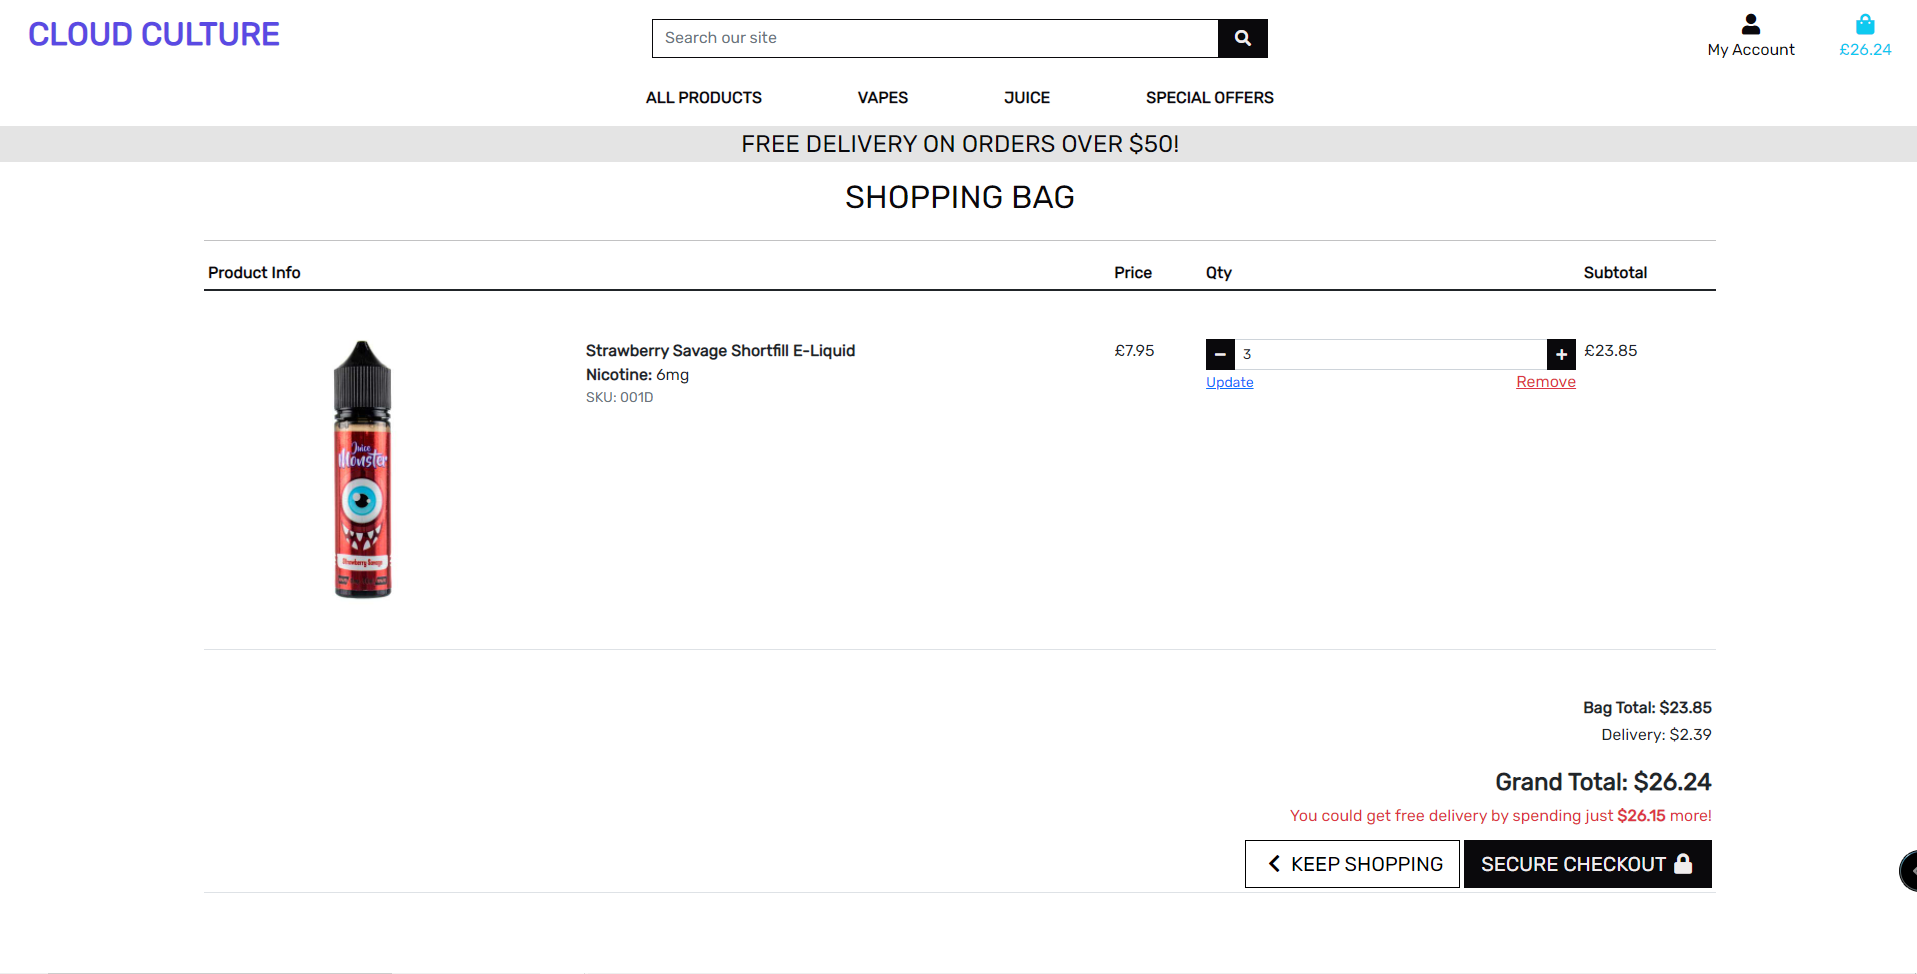 CLOUD CULTURE
Search our site
My Account
£26.24
ALL PRODUCTS
VAPES
JUICE
SPECIAL OFFERS
FREE DELIVERY ON ORDERS OVER $50!
SHOPPING BAG
Product Info
Price
Qty
Subtotal
Strawberry Savage Shortfill E-Liquid
Nicotine: 6mg
SKU: 001D
£7.95
3
£23.85
Update
Remove
Juice
Monster
Strawberry Savage
Bag Total: $23.85
Delivery: $2.39
Grand Total: $26.24
You could get free delivery by spending just $26.15 more!
KEEP SHOPPING
SECURE CHECKOUT